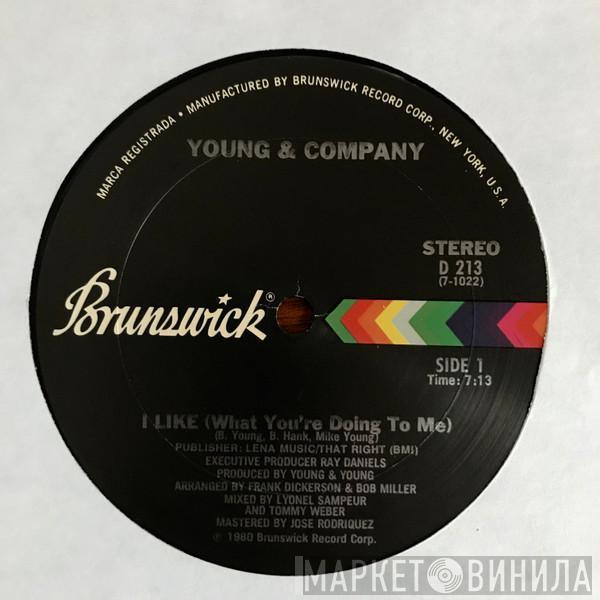 MARCA REGISTRADA • MANUFACTURED BY BRUNSWICK RECORD CORP., NEW YORK, U.S.A.
YOUNG & COMPANY
STEREO
D 213
(7-1022)
Brunswick®
SIDE 1
Time: 7:13
I LIKE (What You're Doing To Me)
(B. Young, B. Hank, Mike Young)
PUBLISHER: LENA MUSIC/THAT RIGHT (BMI)
EXECUTIVE PRODUCER RAY DANIELS
PRODUCED BY YOUNG & YOUNG
ARRANGED BY FRANK DICKERSON & BOB MILLER
MIXED BY LYONEL SAMPEUR
AND TOMMY WEBER
MASTERED BY JOSE RODRIQUEZ
℗ 1980 Brunswick Record Corp.
МАРКЕТ ВИНИЛА